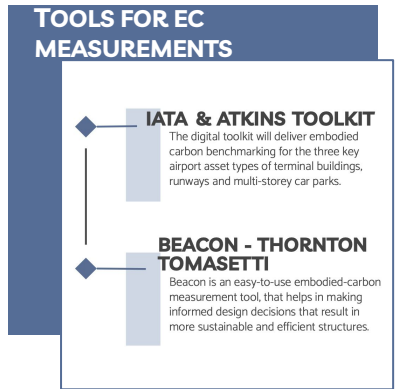 TOOLS FOR EC
MEASUREMENTS
IATA & ATKINS TOOLKIT
The digital toolkit will deliver embodied
carbon benchmarking for the three key
airport asset types of terminal buildings,
runways and multi-storey car parks.
BEACON - THORNTON
TOMASETTI
Beacon is an easy-to-use embodied-carbon
measurement tool, that helps in making
informed design decisions that result in
more sustainable and efficient structures.